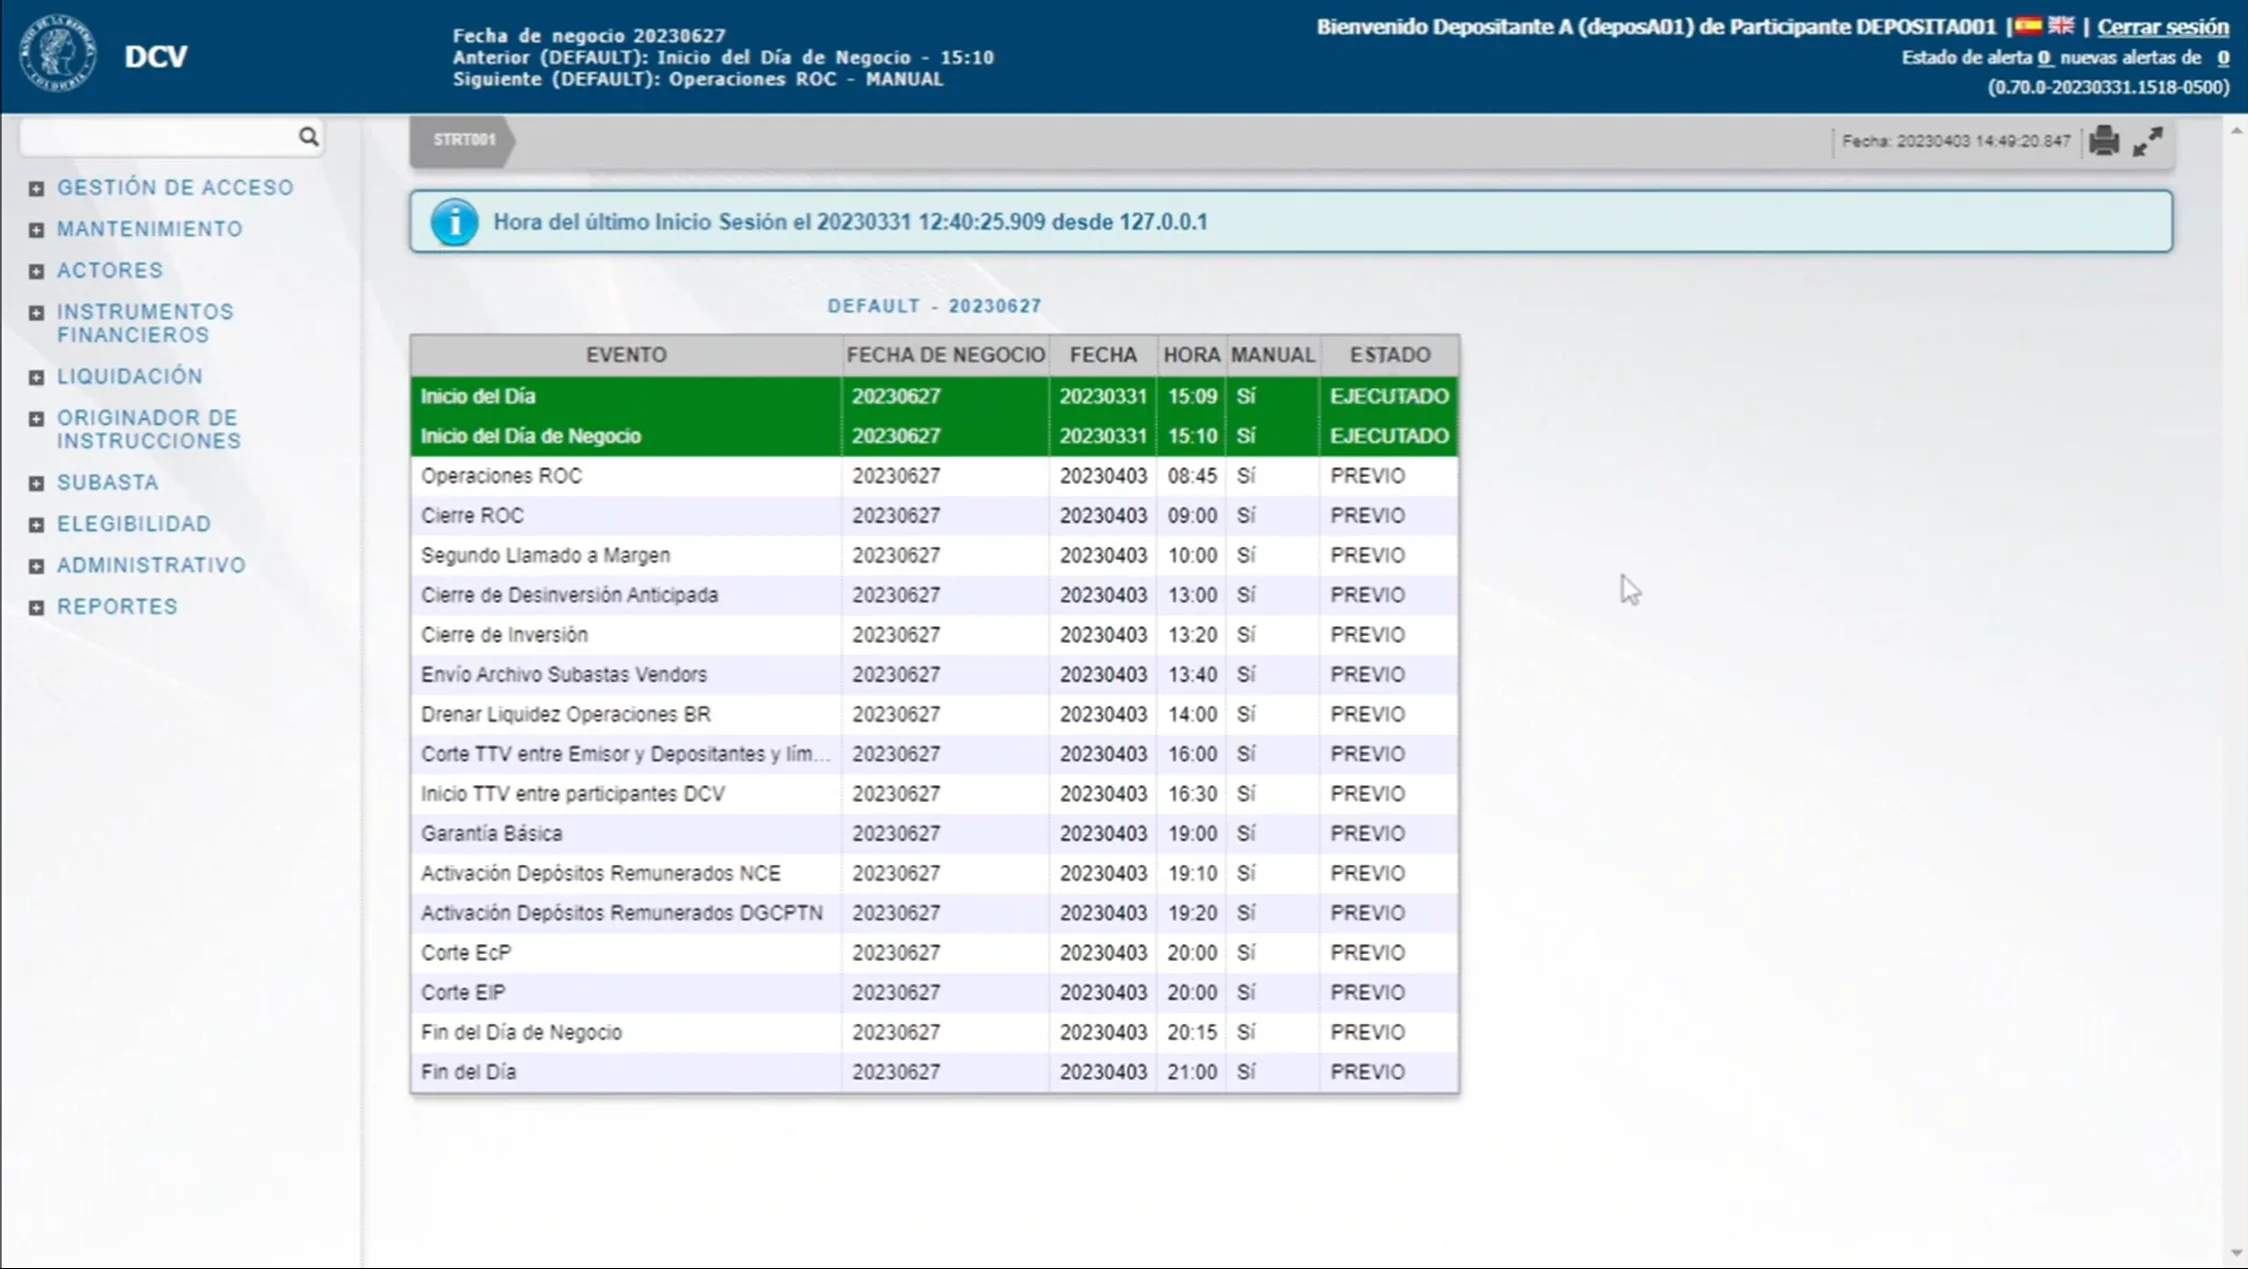 DCV
Fecha de negocio 20230627
Anterior (DEFAULT): Inicio del Día de Negocio - 15:10
Siguiente (DEFAULT): Operaciones ROC - MANUAL
Bienvenido Depositante A (deposA01) de Participante DEPOSITA001 | | Cerrar sesión
Estado de alerta 0 nuevas alertas de 0
(0.70.0-20230331.1518-0500)
STRT001
Fecha: 20230403 14:49:20.847
GESTIÓN DE ACCESO
MANTENIMIENTO
ACTORES
INSTRUMENTOS
FINANCIEROS
LIQUIDACIÓN
ORIGINADOR DE
INSTRUCCIONES
SUBASTA
ELEGIBILIDAD
ADMINISTRATIVO
REPORTES
Hora del último Inicio Sesión el 20230331 12:40:25.909 desde 127.0.0.1
DEFAULT - 20230627
EVENTO FECHA DE NEGOCIO FECHA HORA MANUAL ESTADO
Inicio del Día 20230627 20230331 15:09 Sí EJECUTADO
Inicio del Día de Negocio 20230627 20230331 15:10 Sí EJECUTADO
Operaciones ROC 20230627 20230403 08:45 Sí PREVIO
Cierre ROC 20230627 20230403 09:00 Sí PREVIO
Segundo Llamado a Margen 20230627 20230403 10:00 Sí PREVIO
Cierre de Desinversión Anticipada 20230627 20230403 13:00 Sí PREVIO
Cierre de Inversión 20230627 20230403 13:20 Sí PREVIO
Envío Archivo Subastas Vendors 20230627 20230403 13:40 Sí PREVIO
Drenar Liquidez Operaciones BR 20230627 20230403 14:00 Sí PREVIO
Corte TTV entre Emisor y Depositantes y lím... 20230627 20230403 16:00 Sí PREVIO
Inicio TTV entre participantes DCV 20230627 20230403 16:30 Sí PREVIO
Garantía Básica 20230627 20230403 19:00 Sí PREVIO
Activación Depósitos Remunerados NCE 20230627 20230403 19:10 Sí PREVIO
Activación Depósitos Remunerados DGCPTN 20230627 20230403 19:20 Sí PREVIO
Corte EcP 20230627 20230403 20:00 Sí PREVIO
Corte EIP 20230627 20230403 20:00 Sí PREVIO
Fin del Día de Negocio 20230627 20230403 20:15 Sí PREVIO
Fin del Día 20230627 20230403 21:00 Sí PREVIO